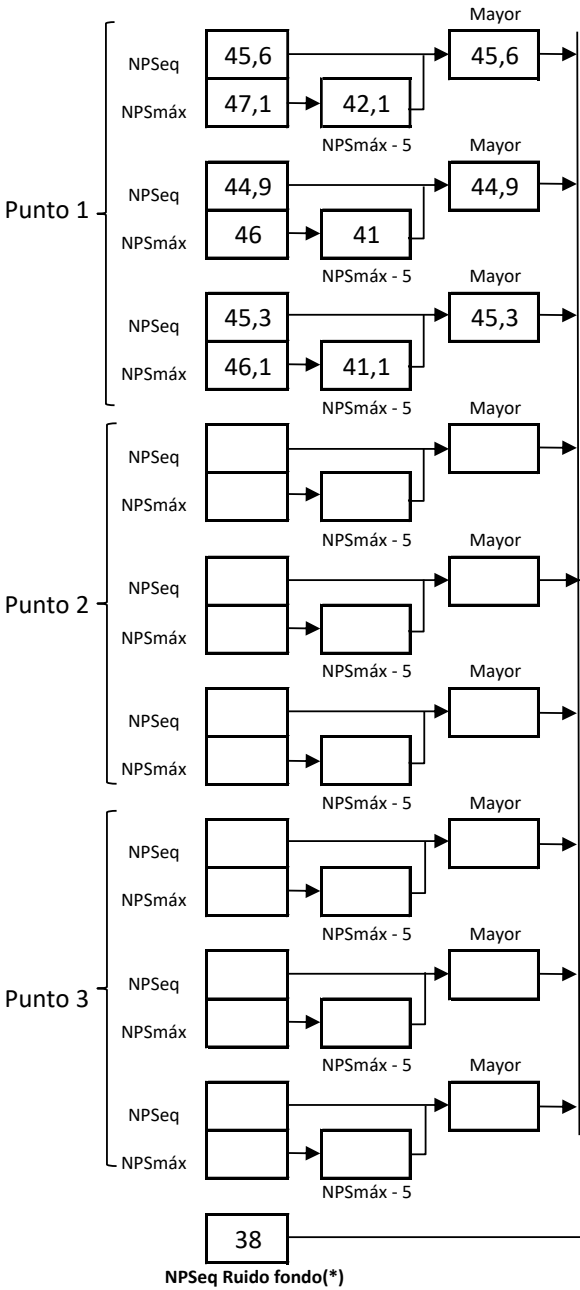 Mayor
NPSeq 45,6 45,6
NPSmáx 47,1 42,1
NPSmáx - 5
Mayor
Punto 1
NPSeq 44,9 44,9
NPSmáx 46 41
NPSmáx - 5
Mayor
NPSeq 45,3 45,3
NPSmáx 46,1 41,1
NPSmáx - 5
Mayor
NPSeq
NPSmáx
NPSmáx - 5
Mayor
NPSeq
Punto 2
NPSmáx
NPSmáx - 5
Mayor
NPSeq
NPSmáx
NPSmáx - 5
Mayor
NPSeq
NPSmáx
NPSmáx - 5
Mayor
NPSeq
Punto 3
NPSmáx
NPSmáx - 5
Mayor
NPSeq
NPSmáx
NPSmáx - 5
38
NPSeq Ruido fondo(*)